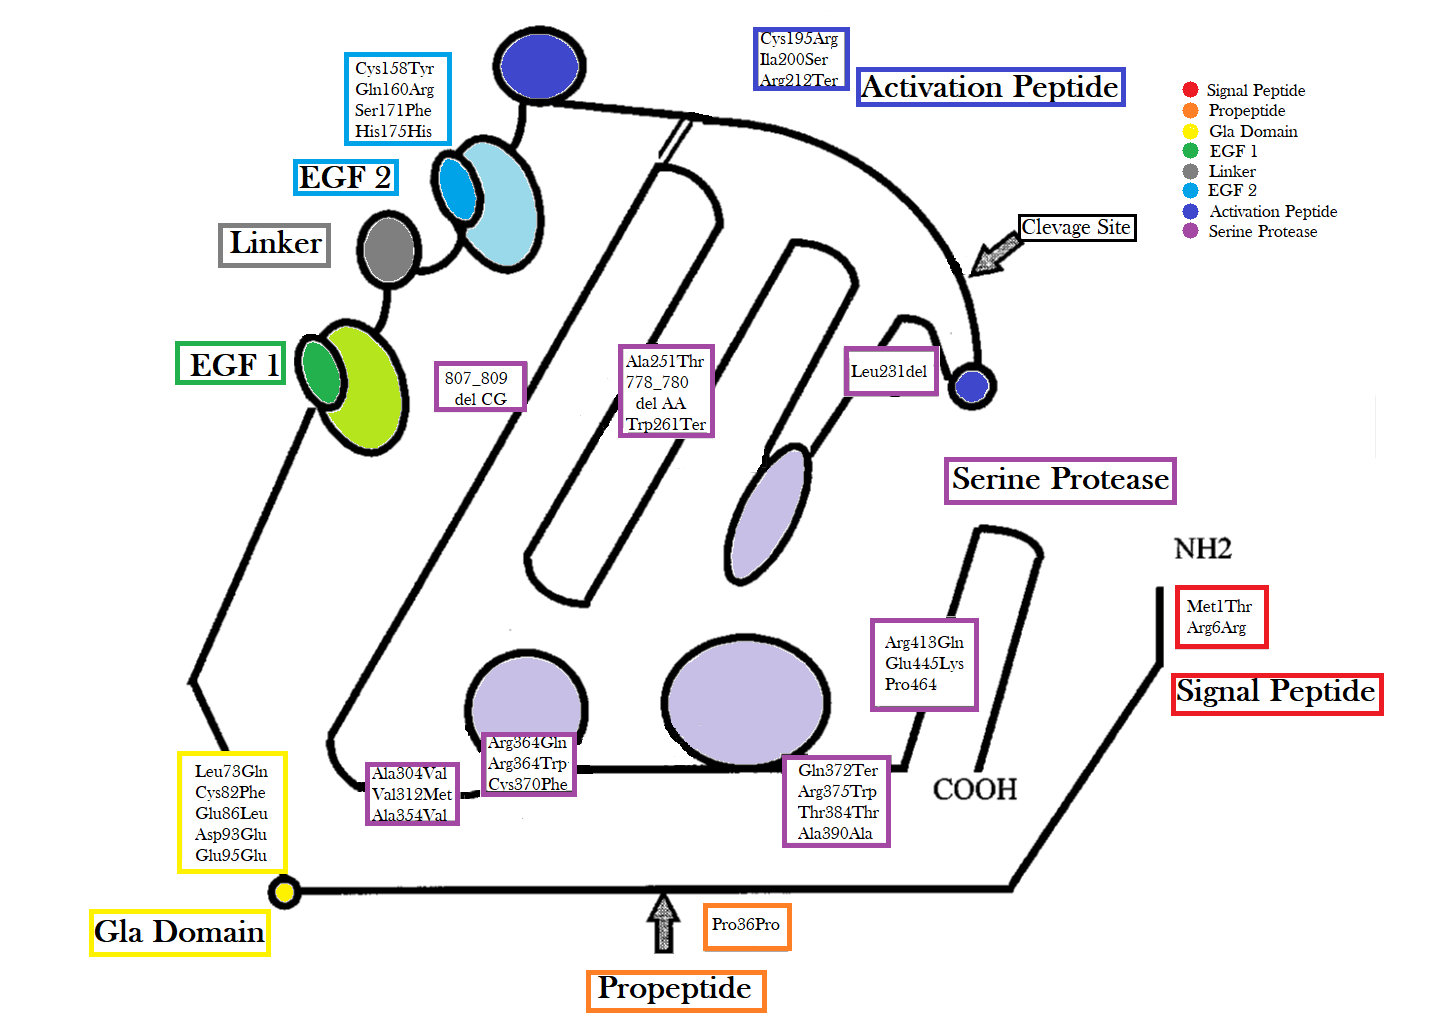 Cys195Arg
Ila200Ser
Arg212Ter
Activation Peptide
Cys158Tyr
Gln160Arg
Ser171Phe
His175His
EGF 2
Signal Peptide
Propeptide
Gla Domain
EGF 1
Linker
EGF 2
Activation Peptide
Serine Protease
Clevage Site
Linker
EGF 1
807_809
del CG
Ala251Thr
778_780
del AA
Trp261Ter
Leu231del
Serine Protease
NH2
Met1Thr
Arg6Arg
Signal Peptide
Arg413Gln
Glu445Lys
Pro464
COOH
Arg364Gln
Arg364Trp
Cys370Phe
Ala304Val
Val312Met
Ala354Val
Gln372Ter
Arg375Trp
Thr384Thr
Ala390Ala
Leu73Gln
Cys82Phe
Glu86Leu
Asp93Glu
Glu95Glu
Gla Domain
Pro36Pro
Propeptide